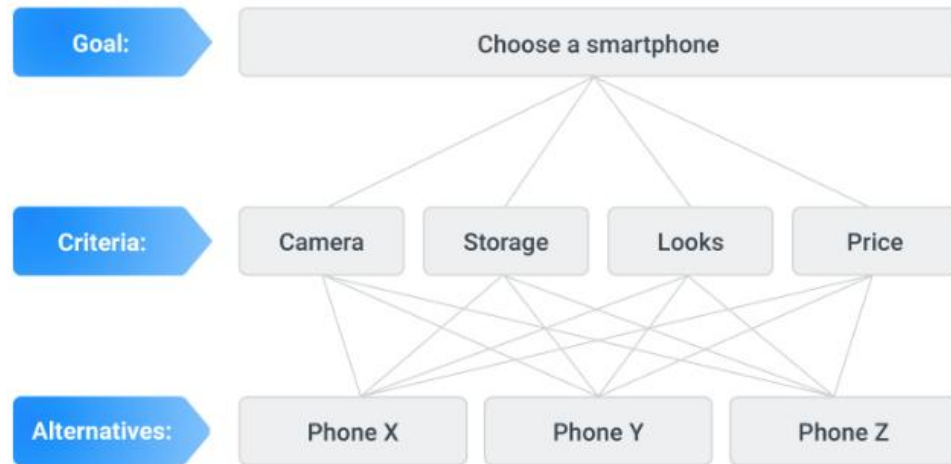 Goal:
Choose a smartphone
Criteria:
Camera
Storage
Looks
Price
Alternatives:
Phone X
Phone Y
Phone Z